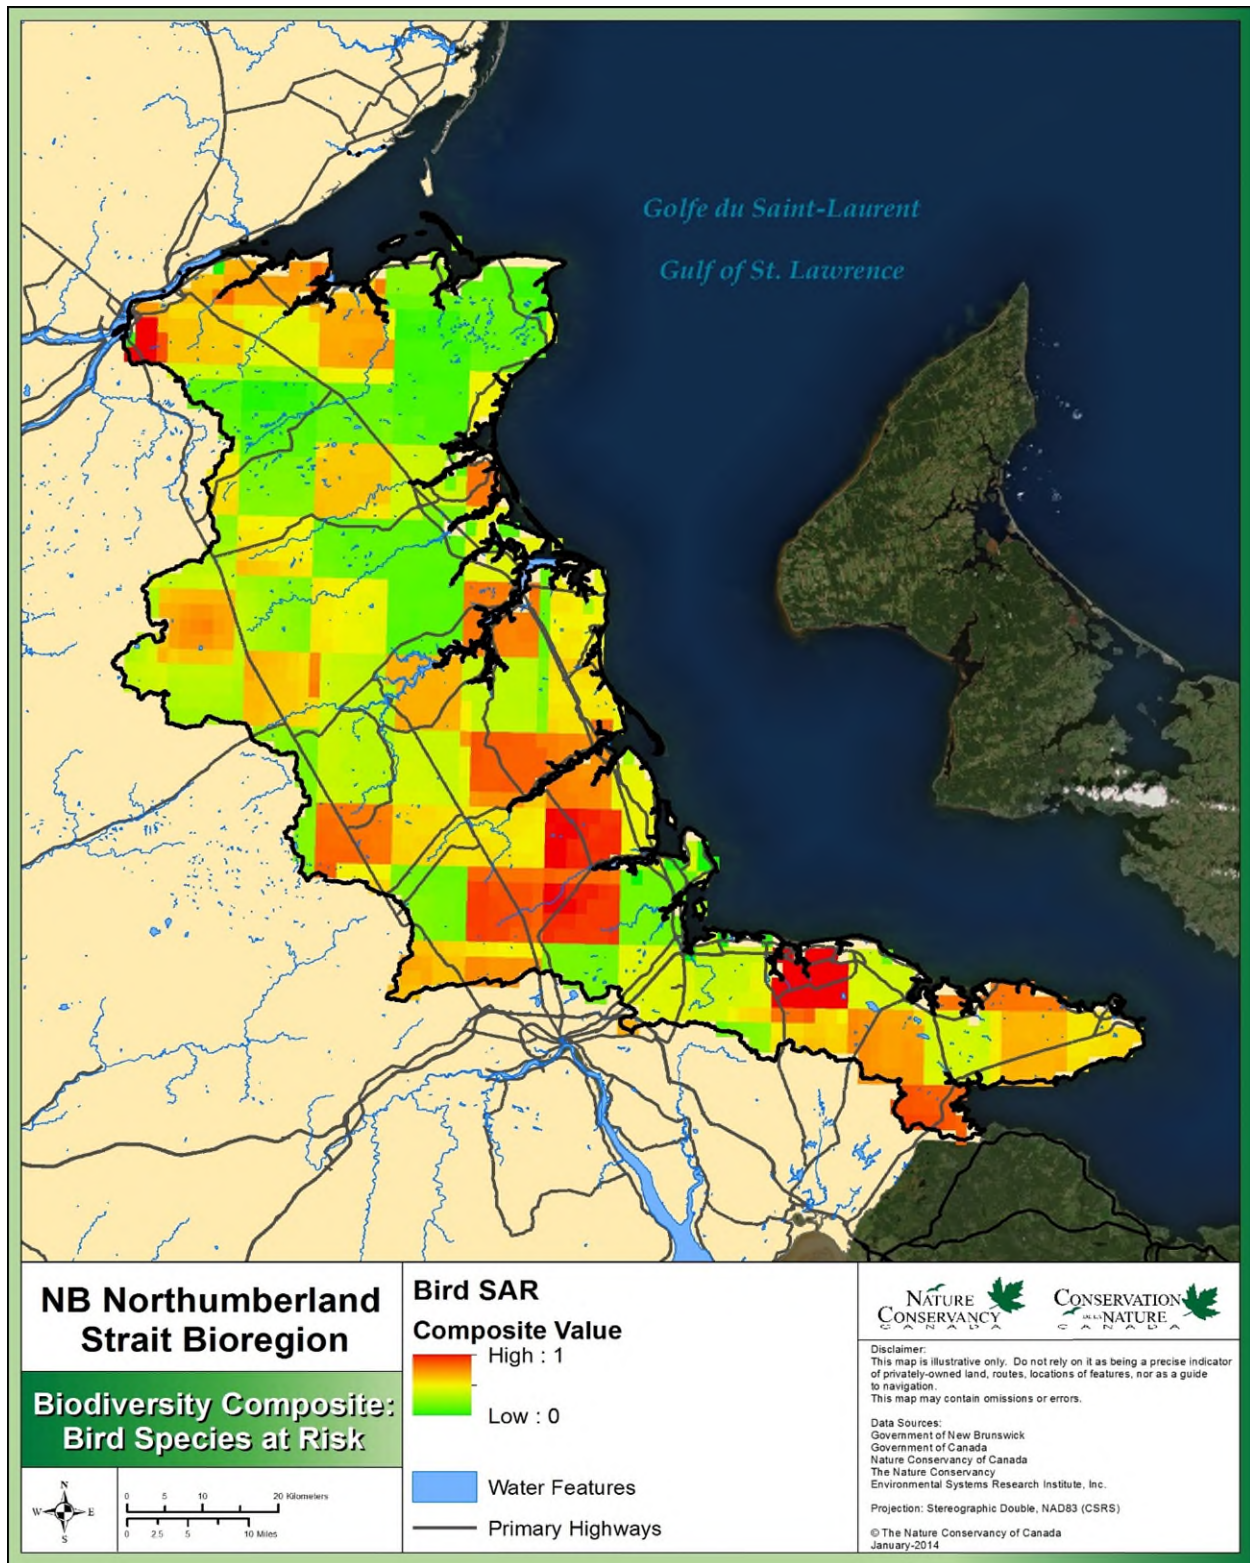 Golfe du Saint-Laurent
Gulf of St. Lawrence
NB Northumberland
Strait Bioregion
Biodiversity Composite:
Bird Species at Risk
N
W E
S
0 5 10 20 Kilometers
0 2.5 5 10 Miles
Bird SAR
Composite Value
High : 1
Low : 0
Water Features
Primary Highways
NATURE
CONSERVANCY
CANADA
CONSERVATION
DE LA NATURE
CANADA
Disclaimer:
This map is illustrative only. Do not rely on it as being a precise indicator
of privately-owned land, routes, locations of features, nor as a guide
to navigation.
This map may contain omissions or errors.
Data Sources:
Government of New Brunswick
Government of Canada
Nature Conservancy of Canada
The Nature Conservancy
Environmental Systems Research Institute, Inc.
Projection: Stereographic Double, NAD83 (CSRS)
© The Nature Conservancy of Canada
January-2014